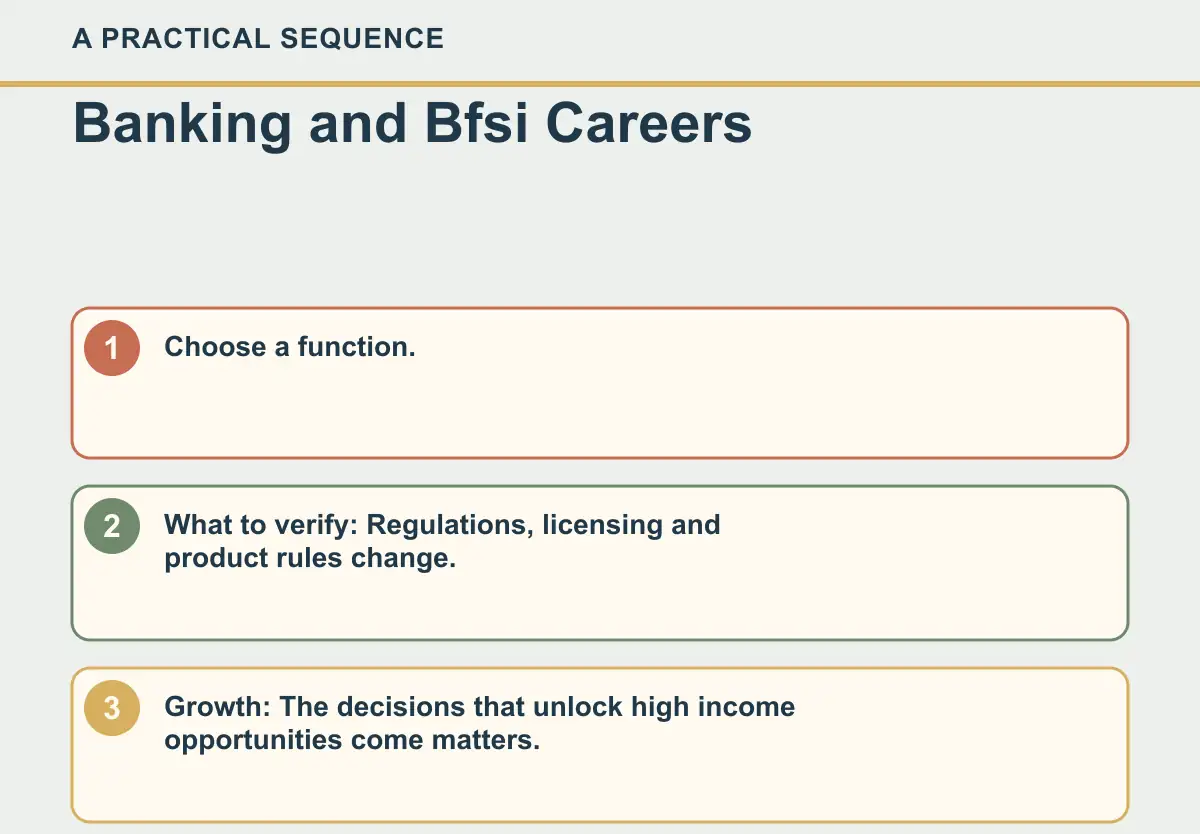 A PRACTICAL SEQUENCE
Banking and Bfsi Careers
1
Choose a function.
2
What to verify: Regulations, licensing and
product rules change.
3
Growth: The decisions that unlock high income
opportunities come matters.